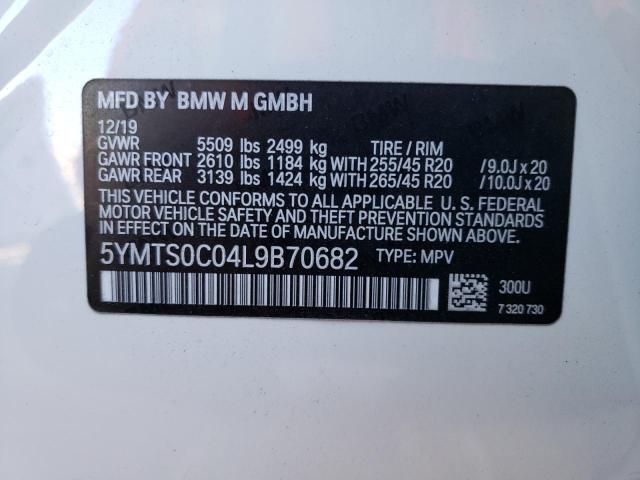 MFD BY BMW M GMBH
12/19
GVWR 5509 lbs 2499 kg TIRE / RIM
GAWR FRONT 2610 lbs 1184 kg WITH 255/45 R20 /9.0J x 20
GAWR REAR 3139 lbs 1424 kg WITH 265/45 R20 /10.0J x 20
THIS VEHICLE CONFORMS TO ALL APPLICABLE U. S. FEDERAL
MOTOR VEHICLE SAFETY AND THEFT PREVENTION STANDARDS
IN EFFECT ON THE DATE OF MANUFACTURE SHOWN ABOVE.
5YMTS0C04L9B70682 TYPE: MPV
300U
7 320 730